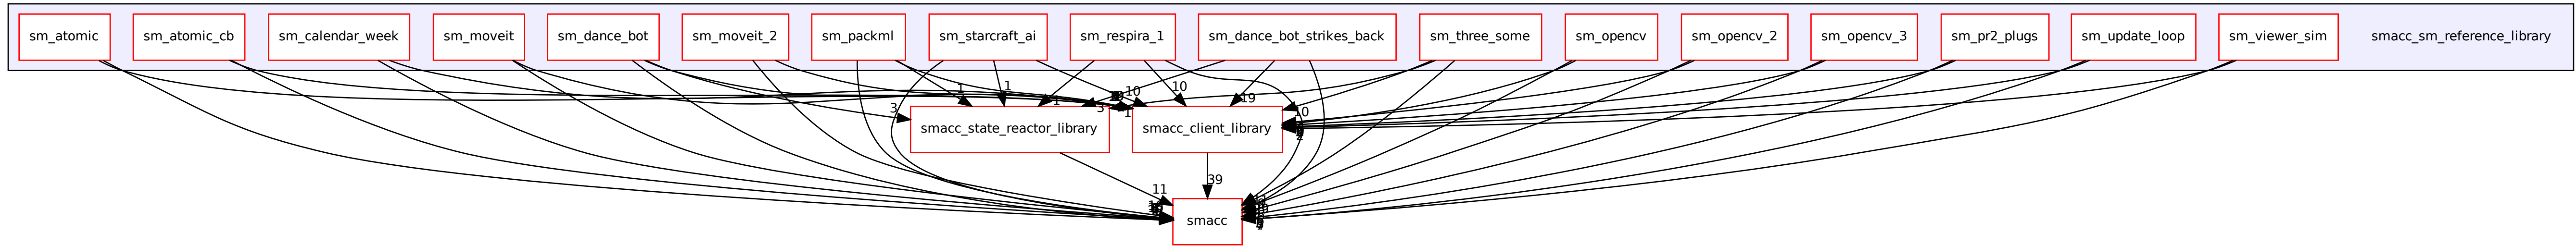 sm_atomic
sm_atomic_cb
sm_calendar_week
sm_moveit
sm_dance_bot
sm_moveit_2
sm_packml
sm_starcraft_ai
sm_respira_1
sm_dance_bot_strikes_back
sm_three_some
sm_opencv
sm_opencv_2
sm_opencv_3
sm_pr2_plugs
sm_update_loop
sm_viewer_sim
smacc_sm_reference_library
1
1
10
10
19
3
1
3
1
10
smacc_state_reactor_library
smacc_client_library
39
11
smacc